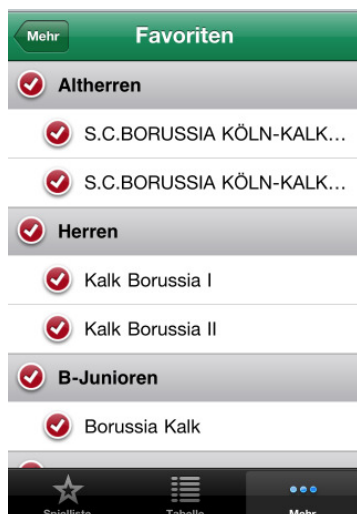 Mehr
Favoriten
Altherren
S.C.BORUSSIA KÖLN-KALK...
S.C.BORUSSIA KÖLN-KALK...
Herren
Kalk Borussia I
Kalk Borussia II
B-Junioren
Borussia Kalk
Spielliste
Tabelle
Mehr